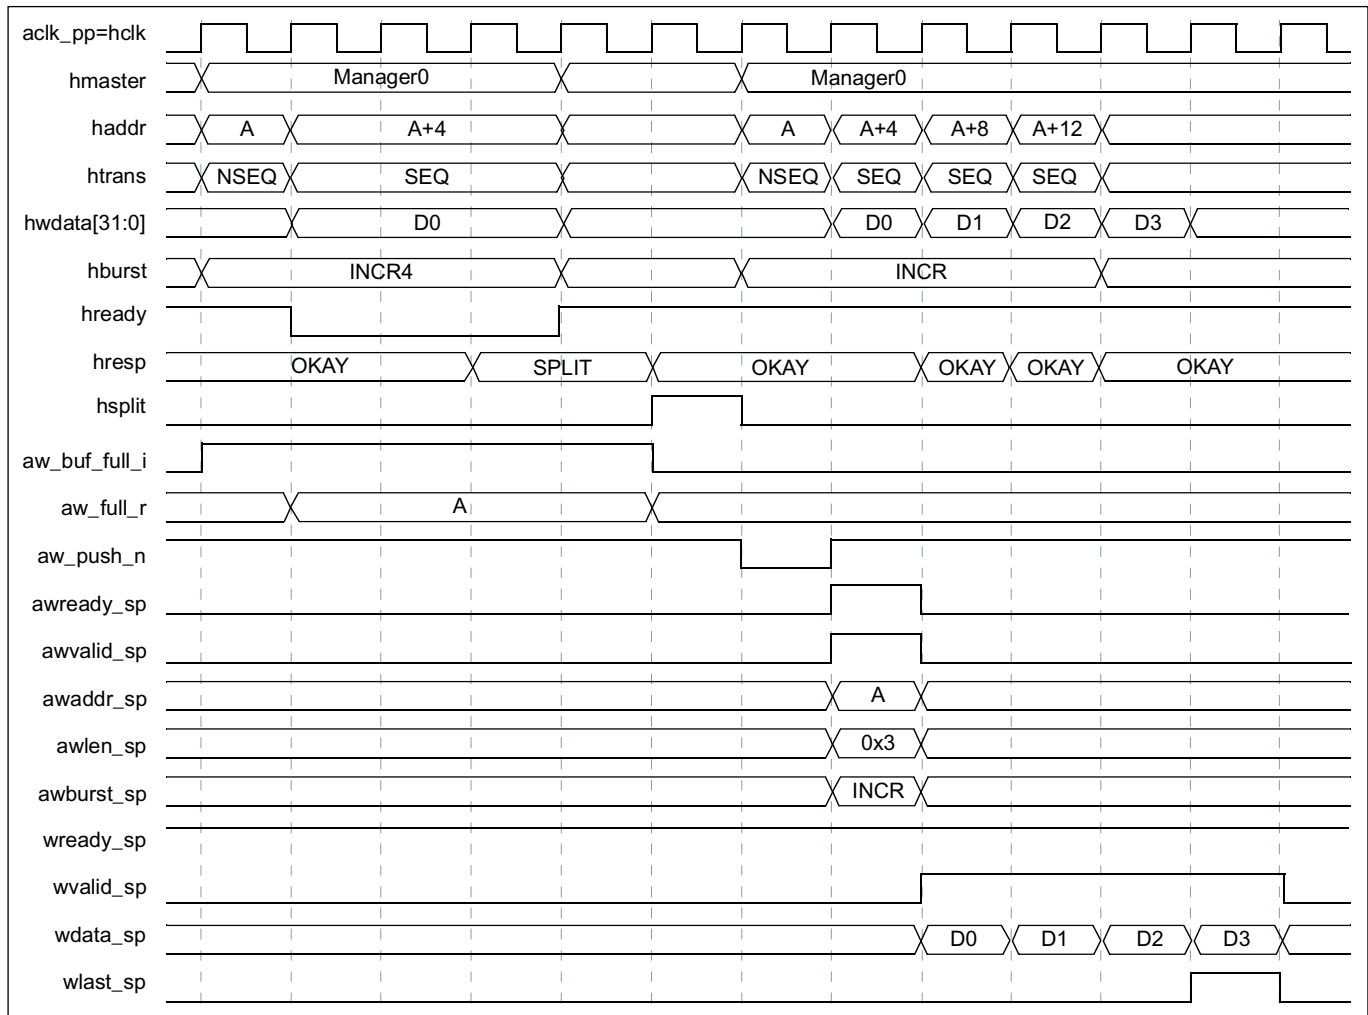 aclk_pp=hclk
hmaster Manager0 Manager0
haddr A A+4 A A+4 A+8 A+12
htrans NSEQ SEQ NSEQ SEQ SEQ SEQ
hwdata[31:0] D0 D0 D1 D2 D3
hburst INCR4 INCR
hready
hresp OKAY SPLIT OKAY OKAY OKAY OKAY
hsplit
aw_buf_full_i
aw_full_r A
aw_push_n
awready_sp
awvalid_sp
awaddr_sp A
awlen_sp 0x3
awburst_sp INCR
wready_sp
wvalid_sp
wdata_sp D0 D1 D2 D3
wlast_sp